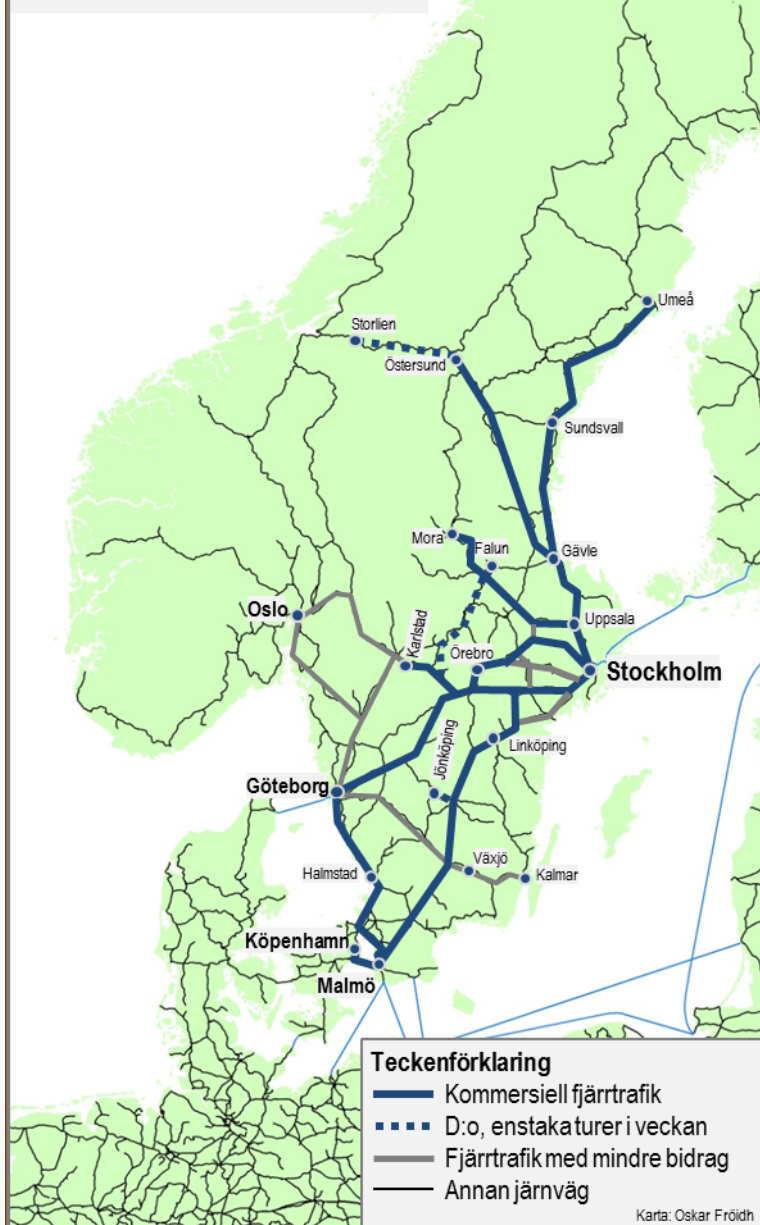 Umeå
Storlien
Östersund
Sundsvall
Mora
Falun
Gävle
Oslo
Uppsala
Karlstad
Örebro
Stockholm
Jönköping
Linköping
Göteborg
Halmstad
Växjö
Kalmar
Köpenhamn
Malmö
Teckenförklaring
Kommersiell fjärrtrafik
D:o, enstaka turer i veckan
Fjärrtrafik med mindre bidrag
Annan järnväg
Karta: Oskar Fröidh